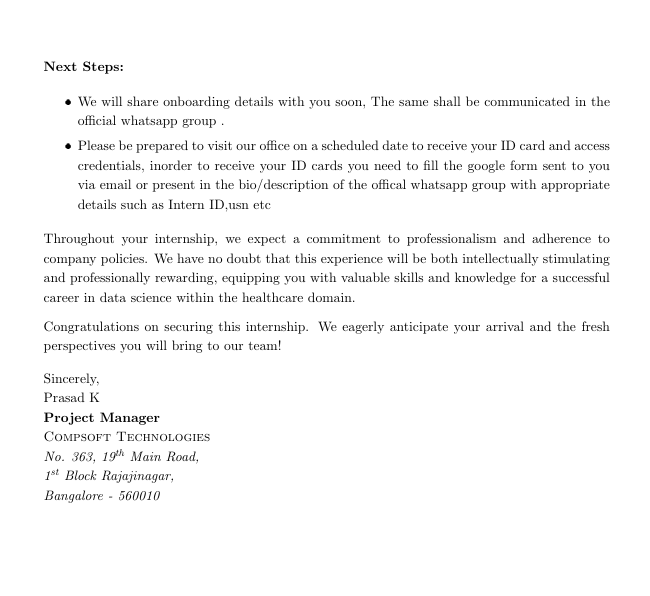 Next Steps:
• We will share onboarding details with you soon, The same shall be communicated in the
official whatsapp group .
• Please be prepared to visit our office on a scheduled date to receive your ID card and access
credentials, inorder to receive your ID cards you need to fill the google form sent to you
via email or present in the bio/description of the offical whatsapp group with appropriate
details such as Intern ID,usn etc
Throughout your internship, we expect a commitment to professionalism and adherence to
company policies. We have no doubt that this experience will be both intellectually stimulating
and professionally rewarding, equipping you with valuable skills and knowledge for a successful
career in data science within the healthcare domain.
Congratulations on securing this internship. We eagerly anticipate your arrival and the fresh
perspectives you will bring to our team!
Sincerely,
Prasad K
Project Manager
Compsoft Technologies
No. 363, 19th Main Road,
1st Block Rajajinagar,
Bangalore - 560010